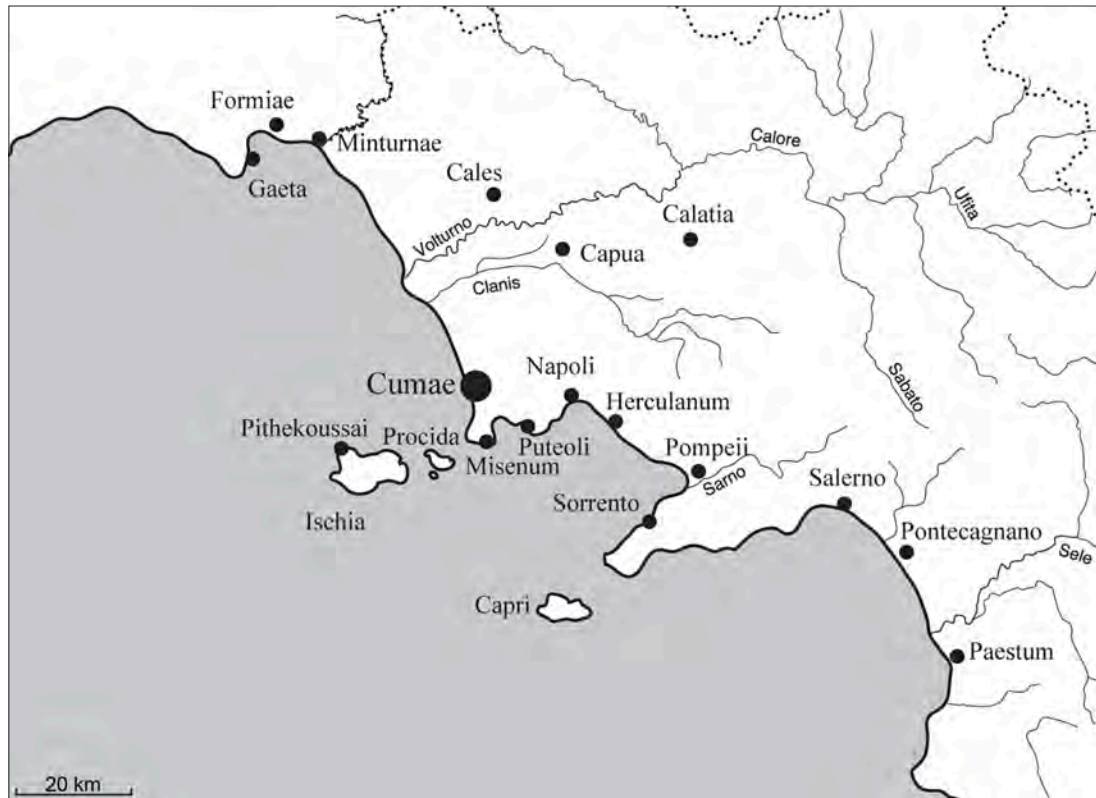 Formiae
Minturnae
Gaeta
Cales
Calore
Ufita
Volturno
Calatia
Capua
Clanis
Cumae
Napoli
Sabato
Herculanum
Pithekoussai
Procida
Puteoli
Misenum
Pompeii
Sarno
Salerno
Sorrento
Ischia
Pontecagnano
Sele
Capri
Paestum
20 km